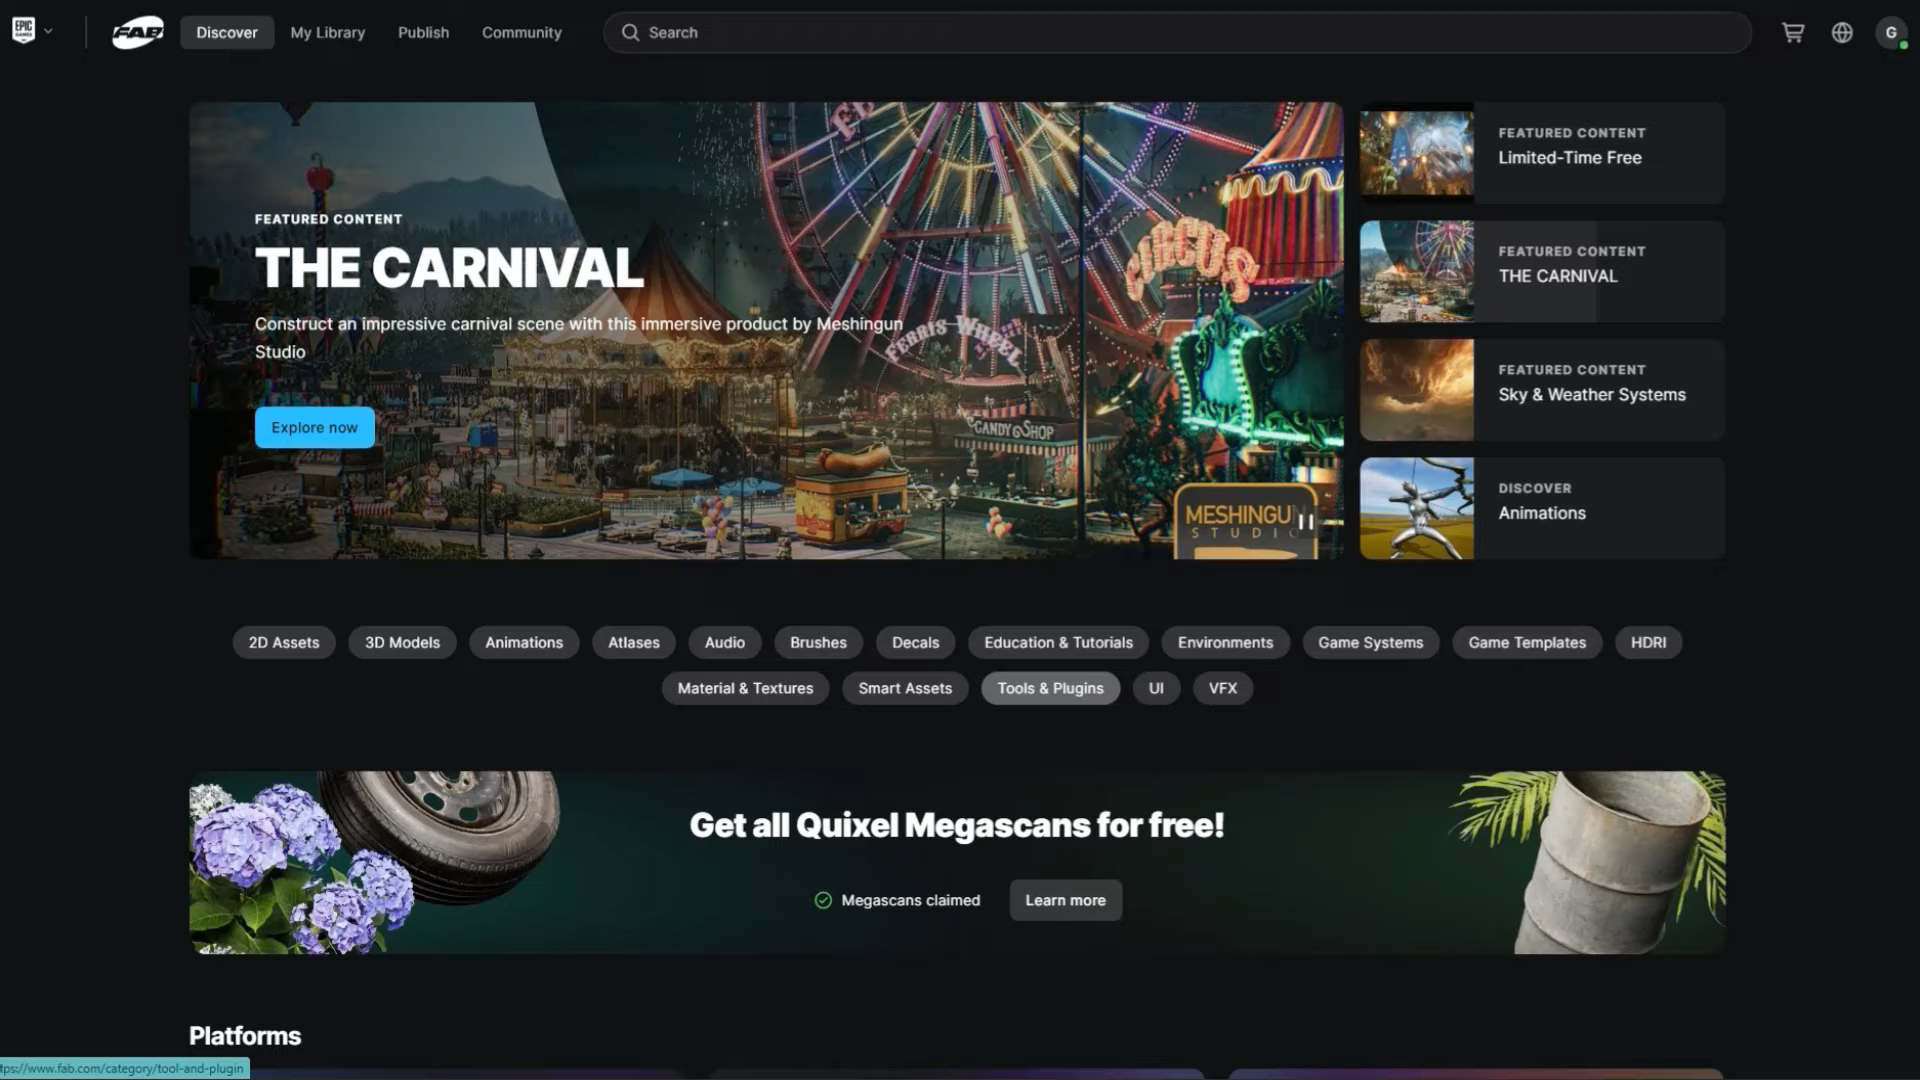 EPIC
GAMES
FAB
Discover
My Library
Publish
Community
Search
G
FEATURED CONTENT
THE CARNIVAL
Construct an impressive carnival scene with this immersive product by Meshingun
Studio
Explore now
CIRCUS
FERRIS WHEEL
CANDY SHOP
MESHINGU
STUDIO
FEATURED CONTENT
Limited-Time Free
FEATURED CONTENT
THE CARNIVAL
FEATURED CONTENT
Sky & Weather Systems
DISCOVER
Animations
2D Assets
3D Models
Animations
Atlases
Audio
Brushes
Decals
Education & Tutorials
Environments
Game Systems
Game Templates
HDRI
Material & Textures
Smart Assets
Tools & Plugins
UI
VFX
Get all Quixel Megascans for free!
Megascans claimed
Learn more
Platforms
tps://www.fab.com/category/tool-and-plugin